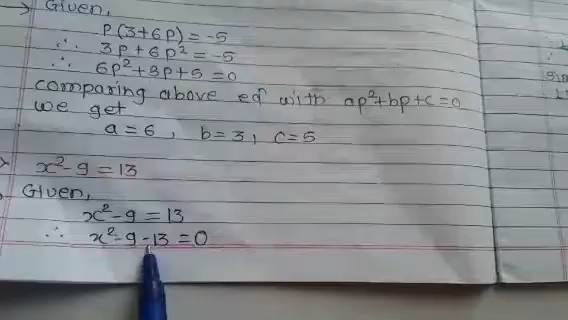 → Given,
P(3+6P) = -5
∴ 3P+6P² = -5
∴ 6P²+3P+5=0
comparing above eqⁿ with ap²+bp+c=0
we get
a=6, b=3, c=5
x²-9=13
Given,
x²-9=13
∴ x²-9-13=0